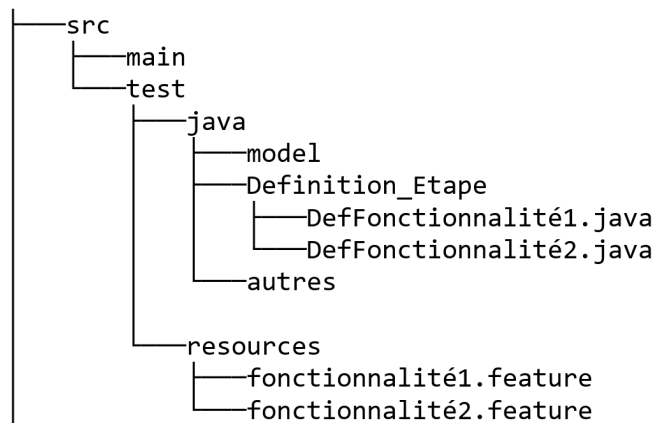 src
main
test
java
model
Definition_Etape
DefFonctionnalité1.java
DefFonctionnalité2.java
autres
resources
fonctionnalité1.feature
fonctionnalité2.feature